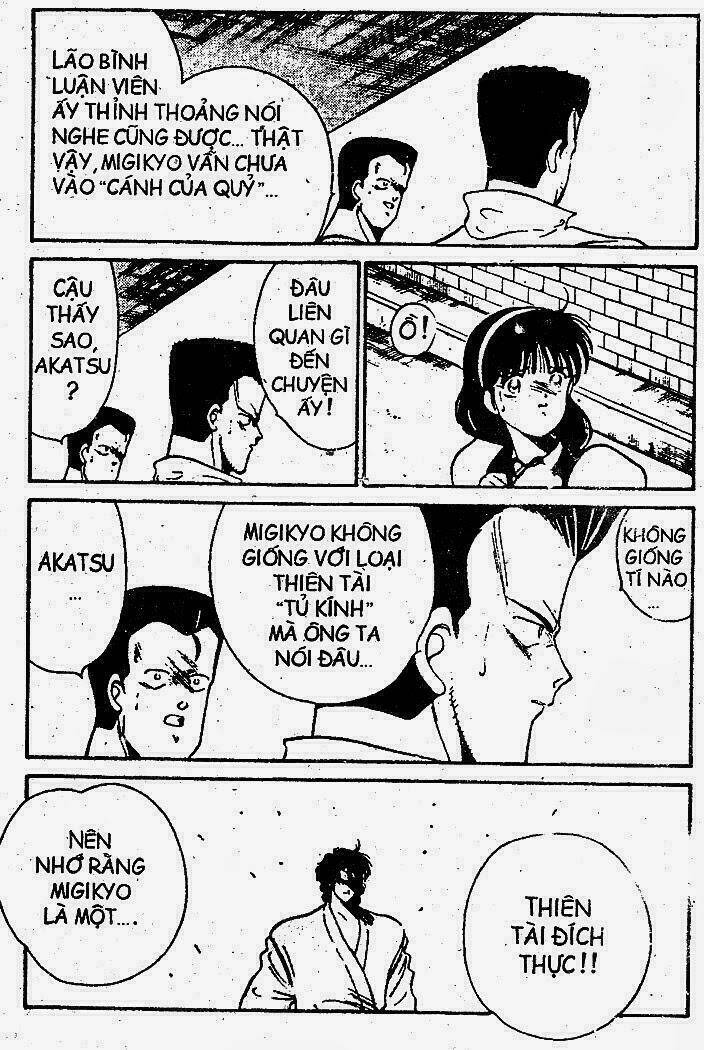 LÃO BÌNH
LUẬN VIÊN
ẤY THỈNH THOẢNG NÓI
NGHE CŨNG ĐƯỢC... THẬT
VẬY, MIGIKYO VẪN CHƯA
VÀO "CÁNH CỦA QUỶ"...
CẬU
THẤY
SAO,
AKATSU
?
ĐÂU
LIÊN
QUAN GÌ
ĐẾN
CHUYỆN
ẤY!
Ồ!
AKATSU
...
MIGIKYO KHÔNG
GIỐNG VỚI LOẠI
THIÊN TÀI
"TỦ KÍNH"
MÀ ÔNG TA
NÓI ĐÂU...
KHÔNG
GIỐNG
TÍ NÀO
...
NÊN
NHỚ RẰNG
MIGIKYO
LÀ MỘT....
THIÊN
TÀI ĐÍCH
THỰC!!